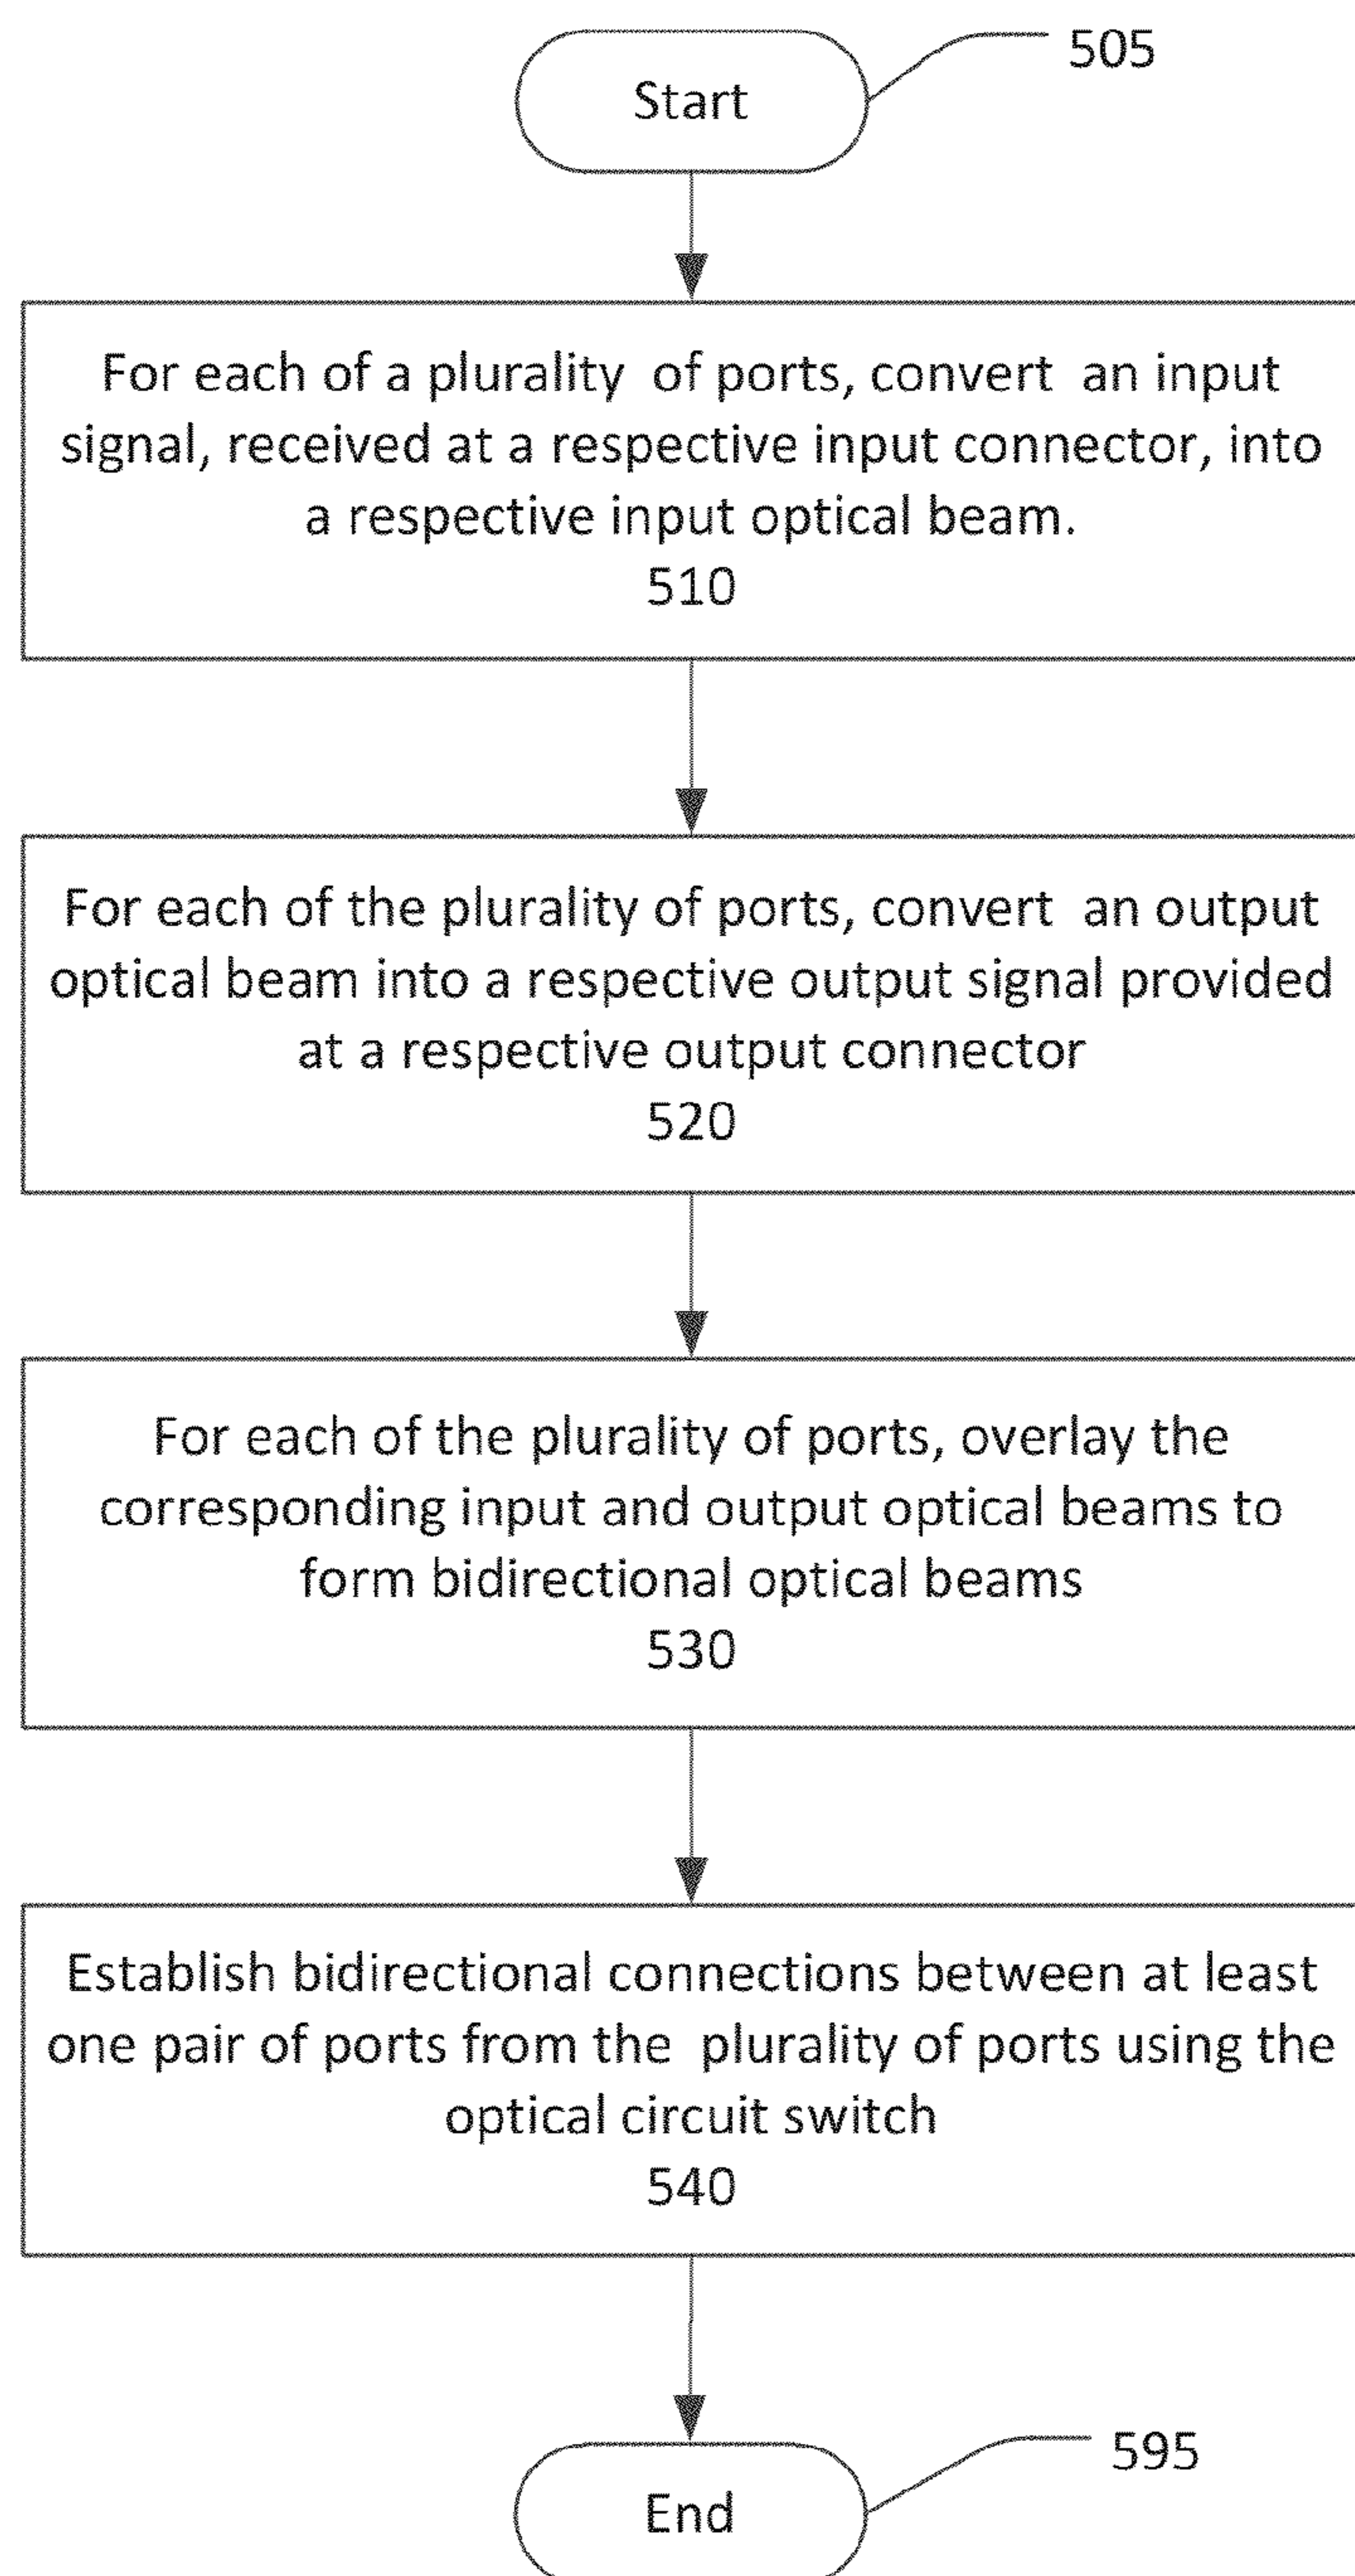 505
Start
For each of a plurality of ports, convert an input
signal, received at a respective input connector, into
a respective input optical beam.
510
For each of the plurality of ports, convert an output
optical beam into a respective output signal provided
at a respective output connector
520
For each of the plurality of ports, overlay the
corresponding input and output optical beams to
form bidirectional optical beams
530
Establish bidirectional connections between at least
one pair of ports from the plurality of ports using the
optical circuit switch
540
595
End